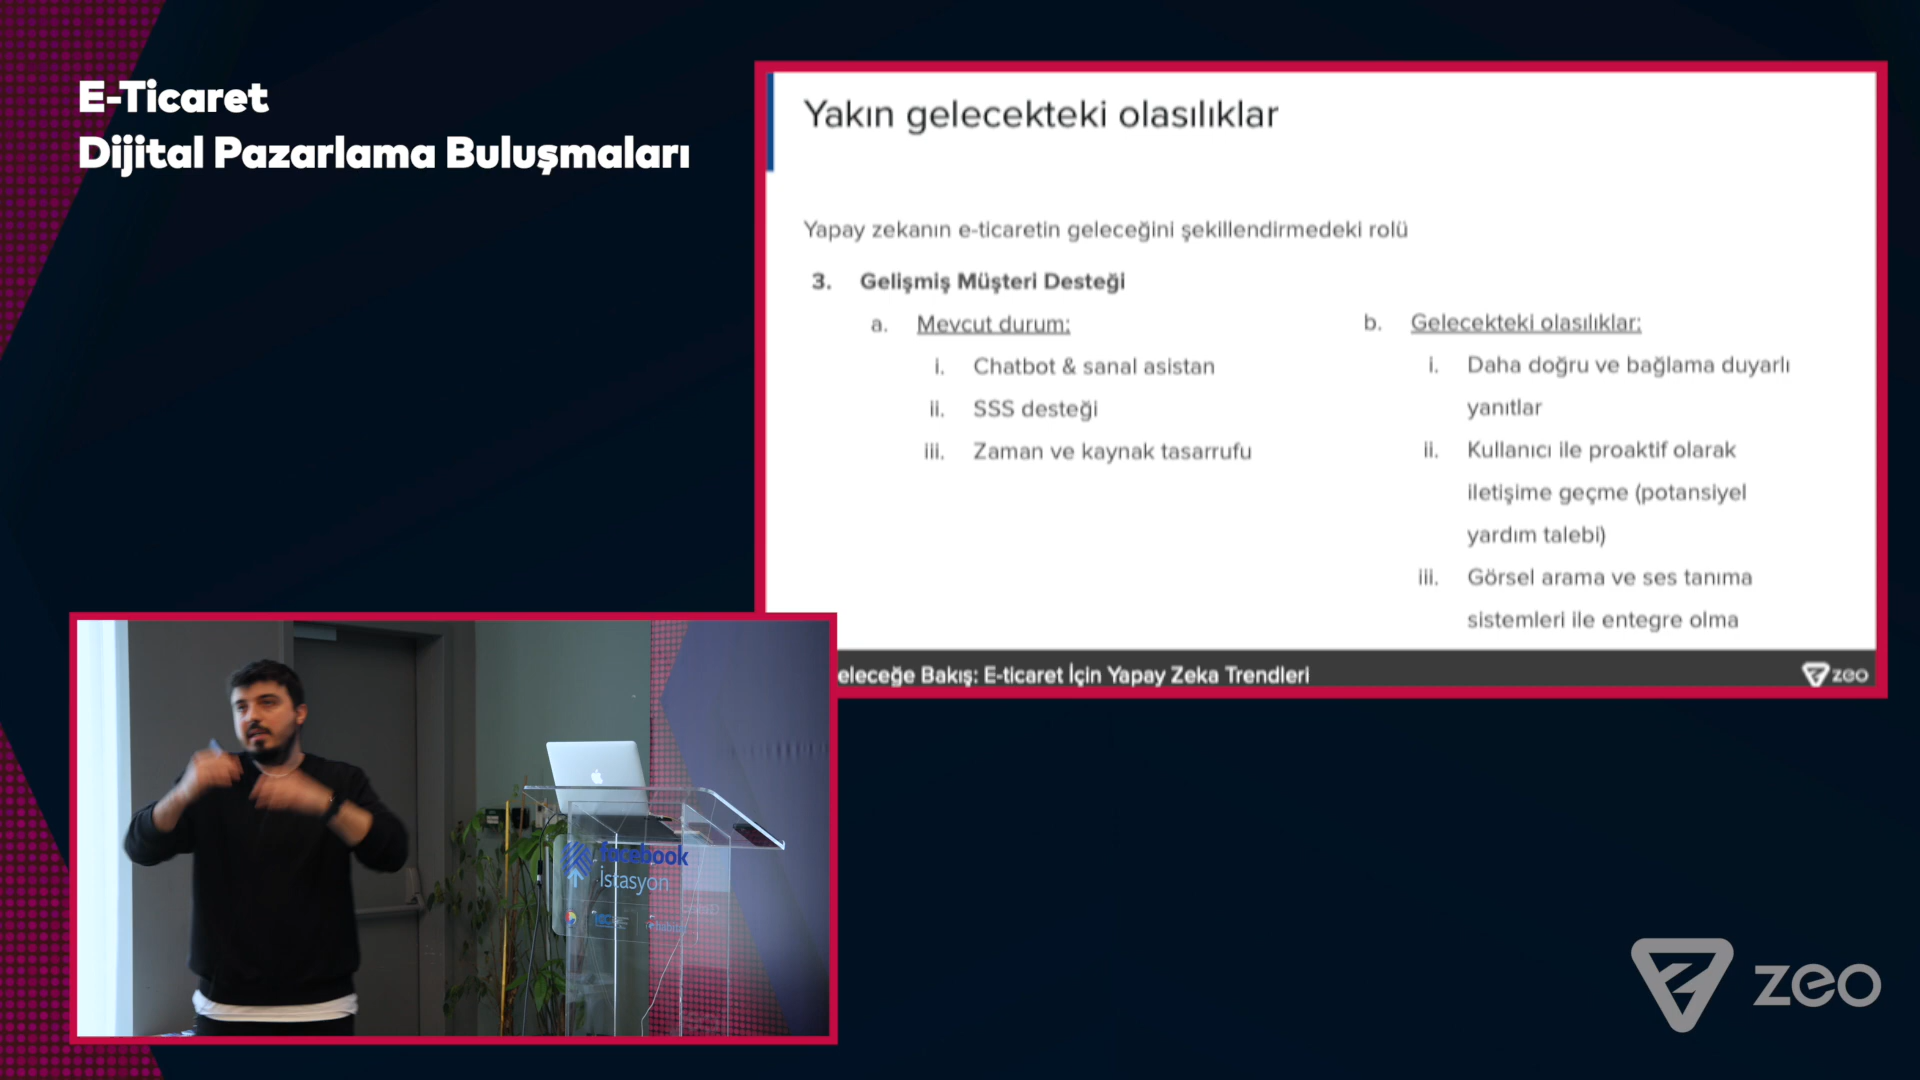 E-Ticaret
Dijital Pazarlama Buluşmaları
Yakın gelecekteki olasılıklar
Yapay zekanın e-ticaretin geleceğini şekillendirmedeki rolü
3. Gelişmiş Müşteri Desteği
a. Mevcut durum:
i. Chatbot & sanal asistan
ii. SSS desteği
iii. Zaman ve kaynak tasarrufu
b. Gelecekteki olasılıklar:
i. Daha doğru ve bağlama duyarlı
yanıtlar
ii. Kullanıcı ile proaktif olarak
iletişime geçme (potansiyel
yardım talebi)
iii. Görsel arama ve ses tanıma
sistemleri ile entegre olma
eleceğe Bakış: E-ticaret İçin Yapay Zeka Trendleri
zeo
facebook
İstasyon
zeo